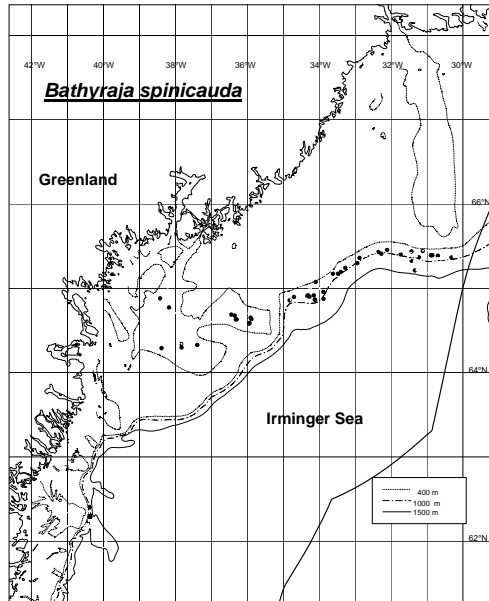 42°W 40°W 38°W 36°W 34°W 32°W 30°W
Bathyraja spinicauda
Greenland
66°N
64°N
Irminger Sea
400 m
1000 m
1500 m
62°N